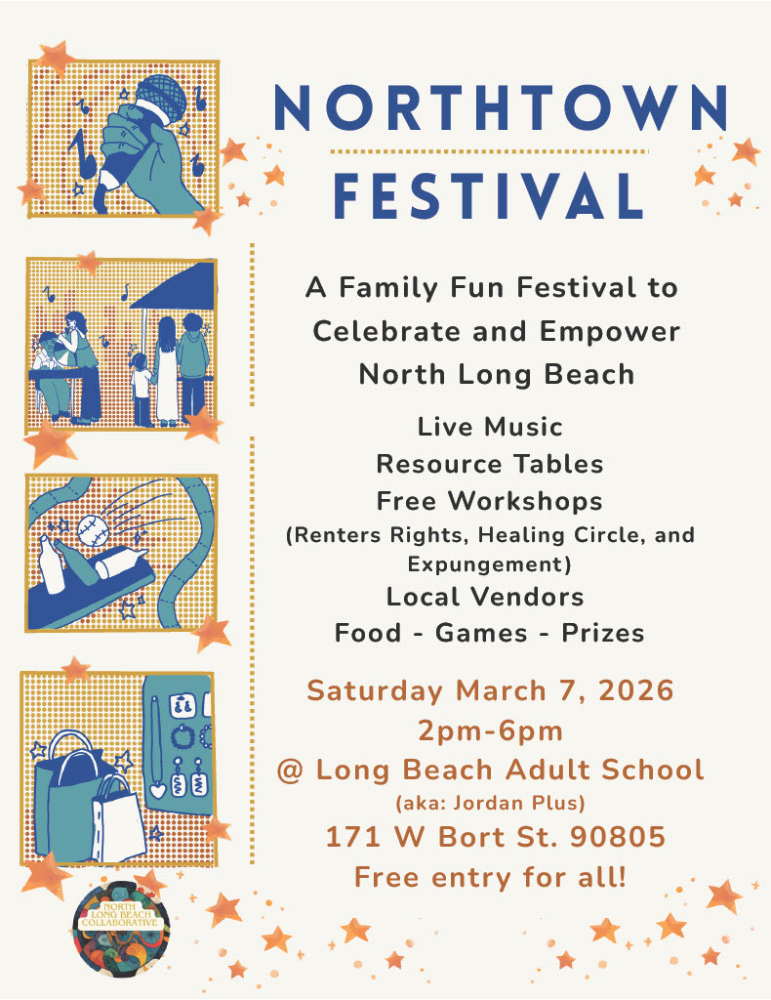 NORTHTOWN
FESTIVAL
A Family Fun Festival to
Celebrate and Empower
North Long Beach
Live Music
Resource Tables
Free Workshops
(Renters Rights, Healing Circle, and
Expungement)
Local Vendors
Food - Games - Prizes
Saturday March 7, 2026
2pm-6pm
@ Long Beach Adult School
(aka: Jordan Plus)
171 W Bort St. 90805
Free entry for all!
NORTH
LONG BEACH
COLLABORATIVE